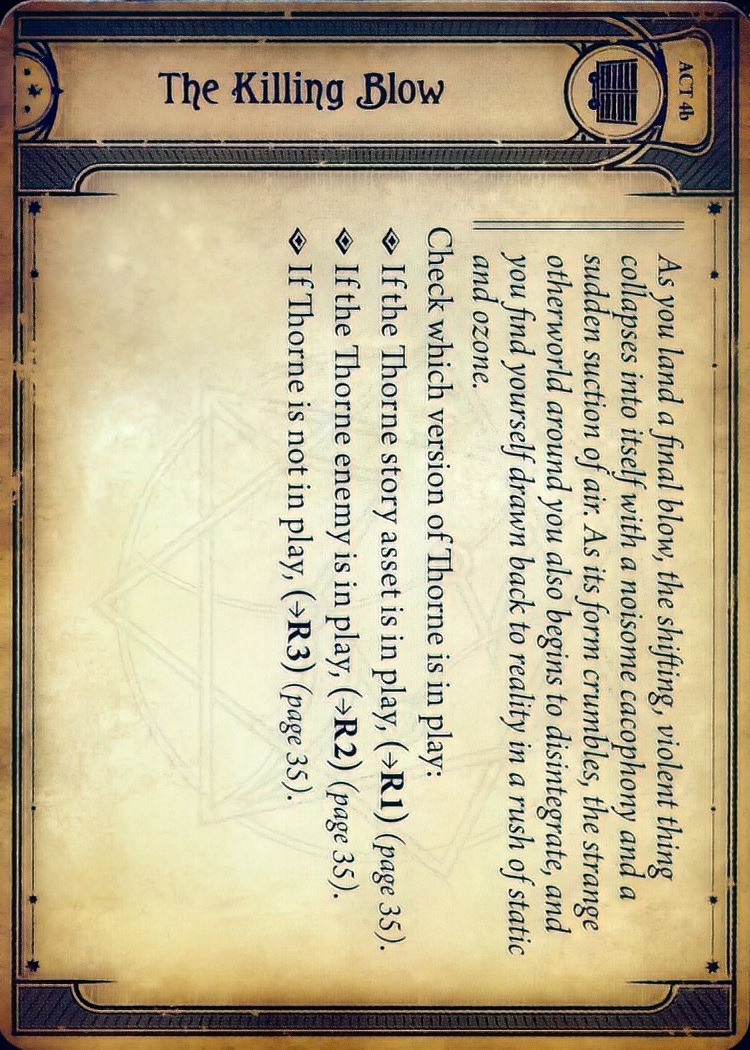 ACT 4b
The Killing Blow
As you land a final blow, the shifting, violent thing
collapses into itself with a noisome cacophony and a
sudden suction of air. As its form crumbles, the strange
otherworld around you also begins to disintegrate, and
you find yourself drawn back to reality in a rush of static
and ozone.
Check which version of Thorne is in play:
If the Thorne story asset is in play, (→R1) (page 35).
If the Thorne enemy is in play, (→R2) (page 35).
If Thorne is not in play, (→R3) (page 35).